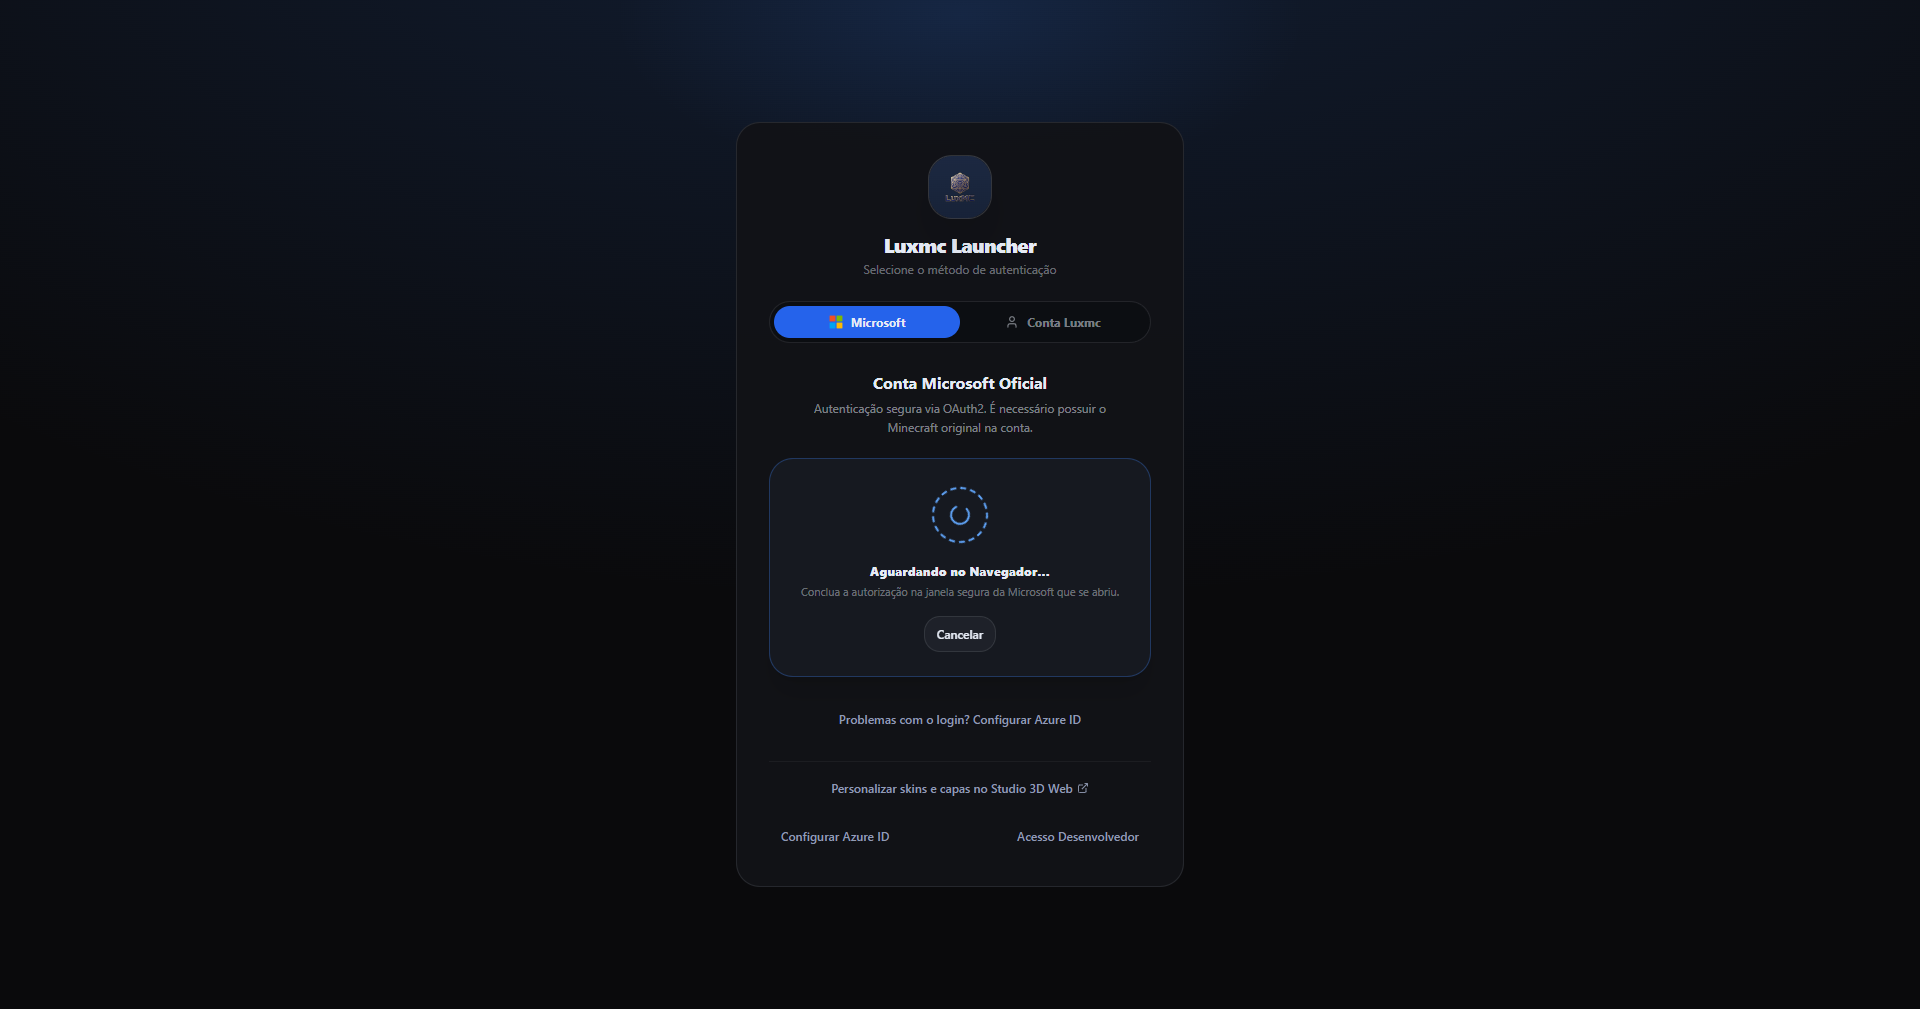 Luxmc Launcher
Selecione o método de autenticação
Microsoft
Conta Luxmc
Conta Microsoft Oficial
Autenticação segura via OAuth2. É necessário possuir o
Minecraft original na conta.
Aguardando no Navegador...
Conclua a autorização na janela segura da Microsoft que se abriu.
Cancelar
Problemas com o login? Configurar Azure ID
Personalizar skins e capas no Studio 3D Web
Configurar Azure ID
Acesso Desenvolvedor